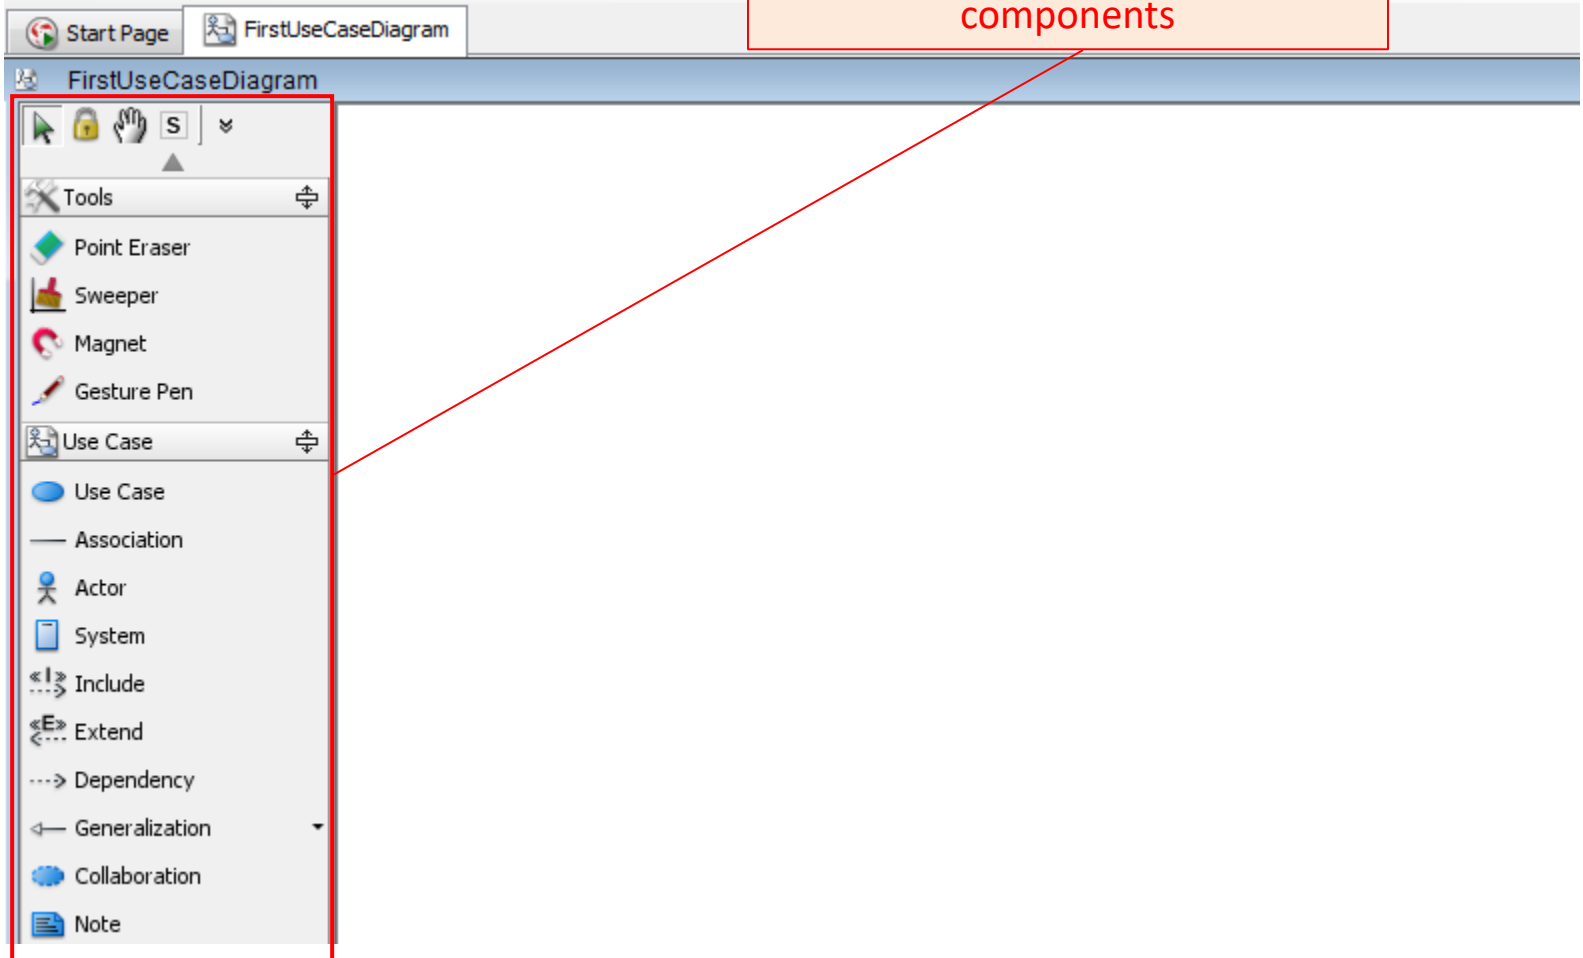 components
Start Page
FirstUseCaseDiagram
FirstUseCaseDiagram
S
Tools
Point Eraser
Sweeper
Magnet
Gesture Pen
Use Case
Use Case
Association
Actor
System
«I» Include
«E» Extend
Dependency
Generalization
Collaboration
Note